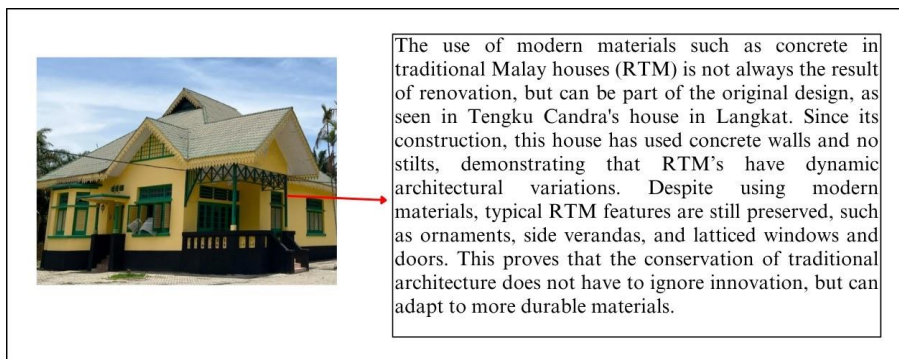 The use of modern materials such as concrete in
traditional Malay houses (RTM) is not always the result
of renovation, but can be part of the original design, as
seen in Tengku Candra's house in Langkat. Since its
construction, this house has used concrete walls and no
stilts, demonstrating that RTM's have dynamic
architectural variations. Despite using modern
materials, typical RTM features are still preserved, such
as ornaments, side verandas, and latticed windows and
doors. This proves that the conservation of traditional
architecture does not have to ignore innovation, but can
adapt to more durable materials.